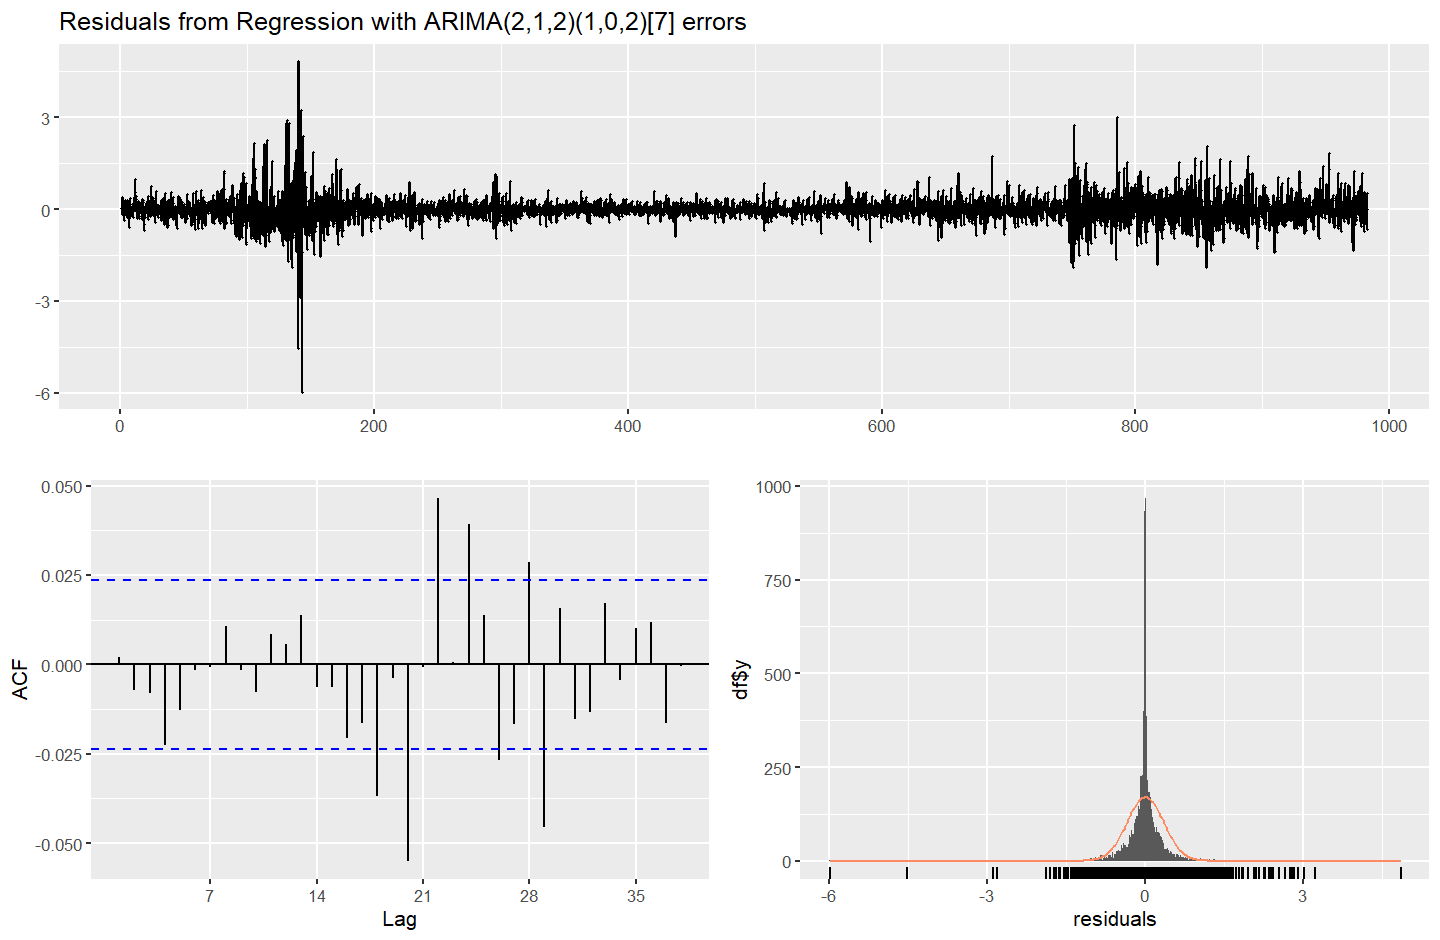 Residuals from Regression with ARIMA(2,1,2)(1,0,2)[7] errors
3
0
-3
-6
0 200 400 600 800 1000
0.050
0.025
0.000
-0.025
-0.050
ACF
7 14 21 28 35
Lag
1000
750
500
250
0
df$y
-6 -3 0 3
residuals